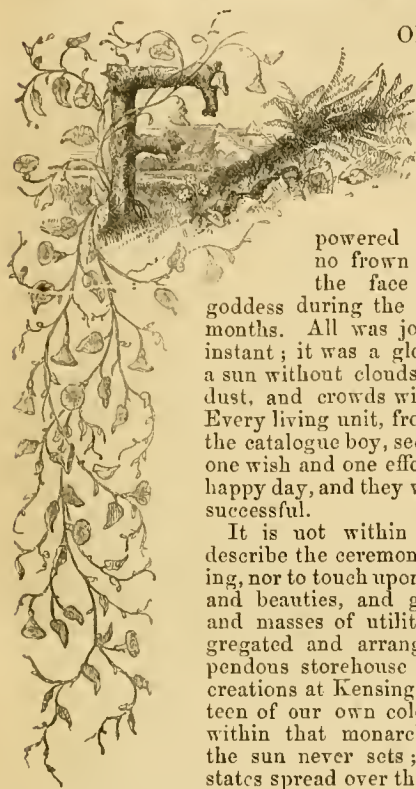 F O
powered
no frown
the face
goddess during the
months. All was jo
instant ; it was a glo
a sun without clouds
dust, and crowds wi
Every living unit, fro
the catalogue boy, see
one wish and one effo
happy day, and they w
successful.
It is not within
describe the ceremon
ing, nor to touch upon
and beauties, and g
and masses of utilit
gregated and arrang
pendous storehouse
creations at Kensing
teen of our own colo
within that monarc
the sun never sets ;
states spread over th